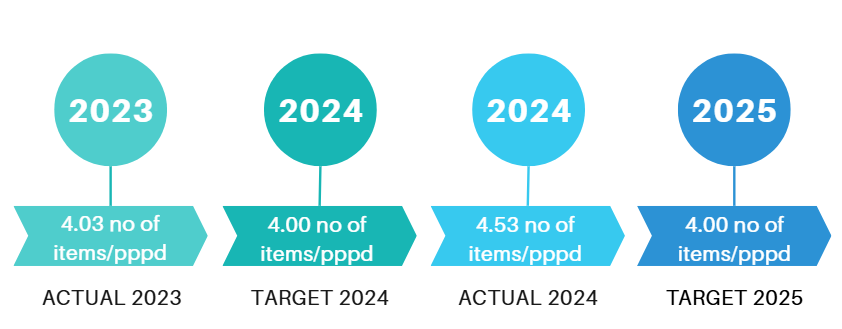 2023
2024
2024
2025
4.03 no of
items/pppd
4.00 no of
items/pppd
4.53 no of
items/pppd
4.00 no of
items/pppd
ACTUAL 2023
TARGET 2024
ACTUAL 2024
TARGET 2025